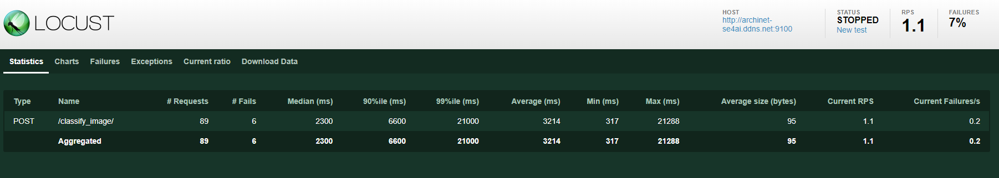 LOCUST
HOST
http://archinet-
se4ai.ddns.net:9100
STATUS
STOPPED
New test
RPS
1.1
FAILURES
7%
Statistics Charts Failures Exceptions Current ratio Download Data
Type Name # Requests # Fails Median (ms) 90%ile (ms) 99%ile (ms) Average (ms) Min (ms) Max (ms) Average size (bytes) Current RPS Current Failures/s
POST /classify_image/ 89 6 2300 6600 21000 3214 317 21288 95 1.1 0.2
Aggregated 89 6 2300 6600 21000 3214 317 21288 95 1.1 0.2